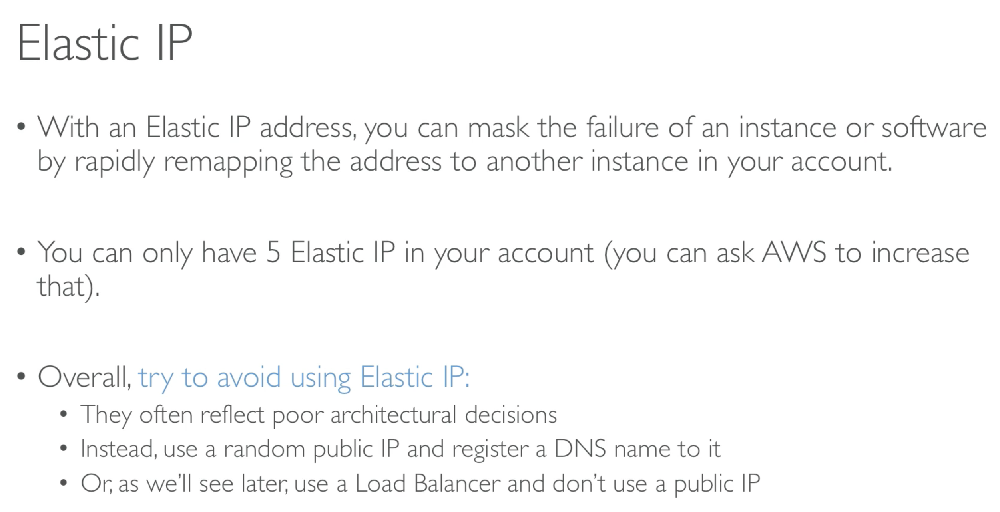 Elastic IP
• With an Elastic IP address, you can mask the failure of an instance or software
by rapidly remapping the address to another instance in your account.
• You can only have 5 Elastic IP in your account (you can ask AWS to increase
that).
• Overall, try to avoid using Elastic IP:
• They often reflect poor architectural decisions
• Instead, use a random public IP and register a DNS name to it
• Or, as we’ll see later, use a Load Balancer and don’t use a public IP